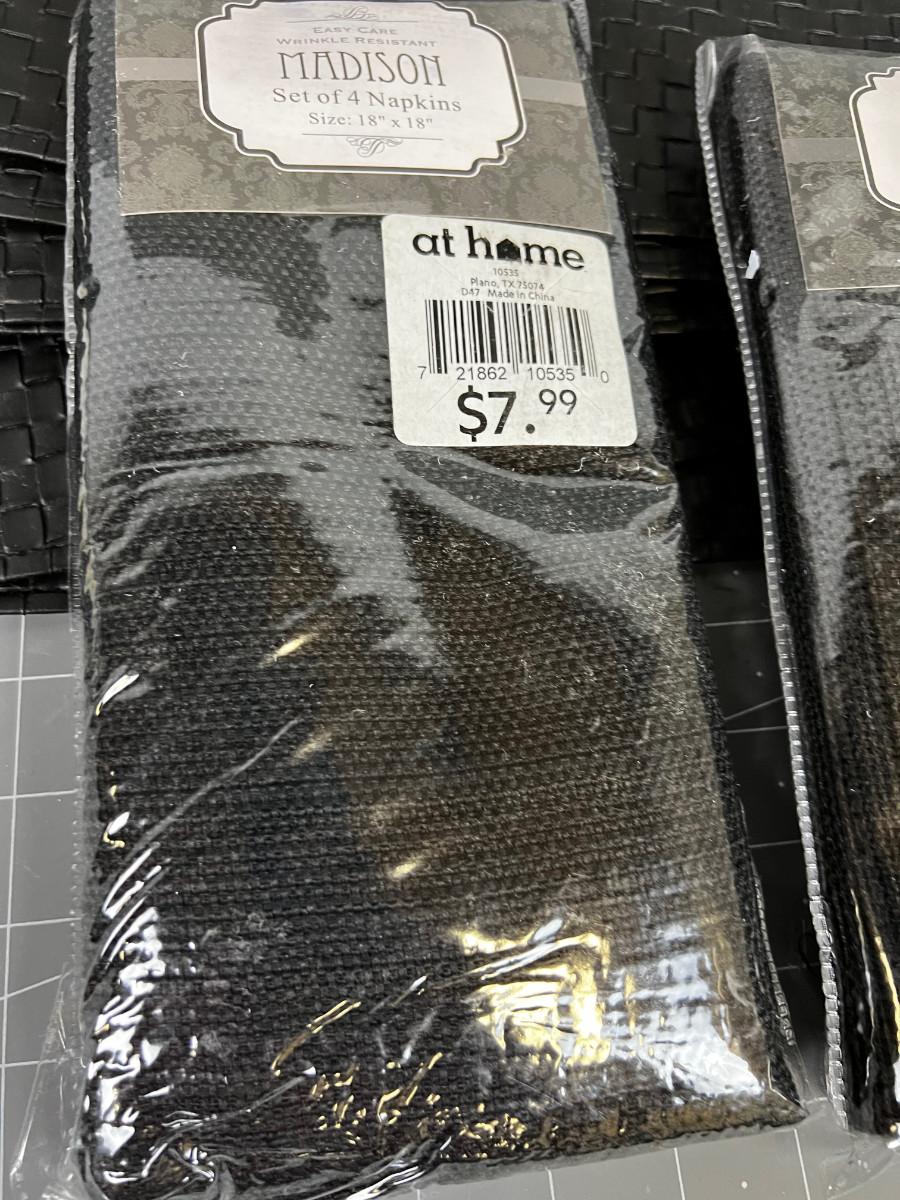 EASY CARE
WRINKLE RESISTANT
MADISON
Set of 4 Napkins
Size: 18" x 18"
at home
10535
Plano, TX 75074
D47 Made in China
7 21862 10535 0
$7.99